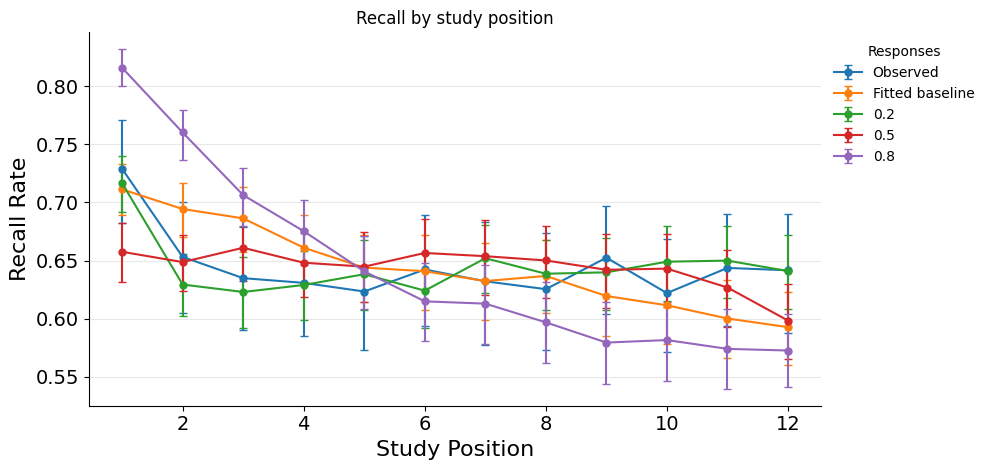 Recall by study position
Recall Rate
0.80
0.75
0.70
0.65
0.60
0.55
2
4
6
8
10
12
Study Position
Responses
Observed
Fitted baseline
0.2
0.5
0.8